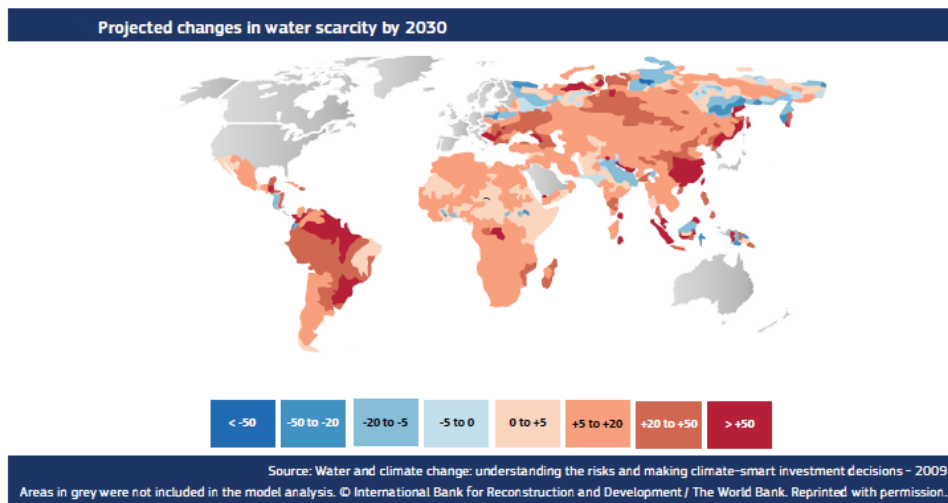 Projected changes in water scarcity by 2030
< -50
-50 to -20
-20 to -5
-5 to 0
0 to +5
+5 to +20
+20 to +50
> +50
Source: Water and climate change: understanding the risks and making climate-smart investment decisions - 2009
Areas in grey were not included in the model analysis. © International Bank for Reconstruction and Development / The World Bank. Reprinted with permission.